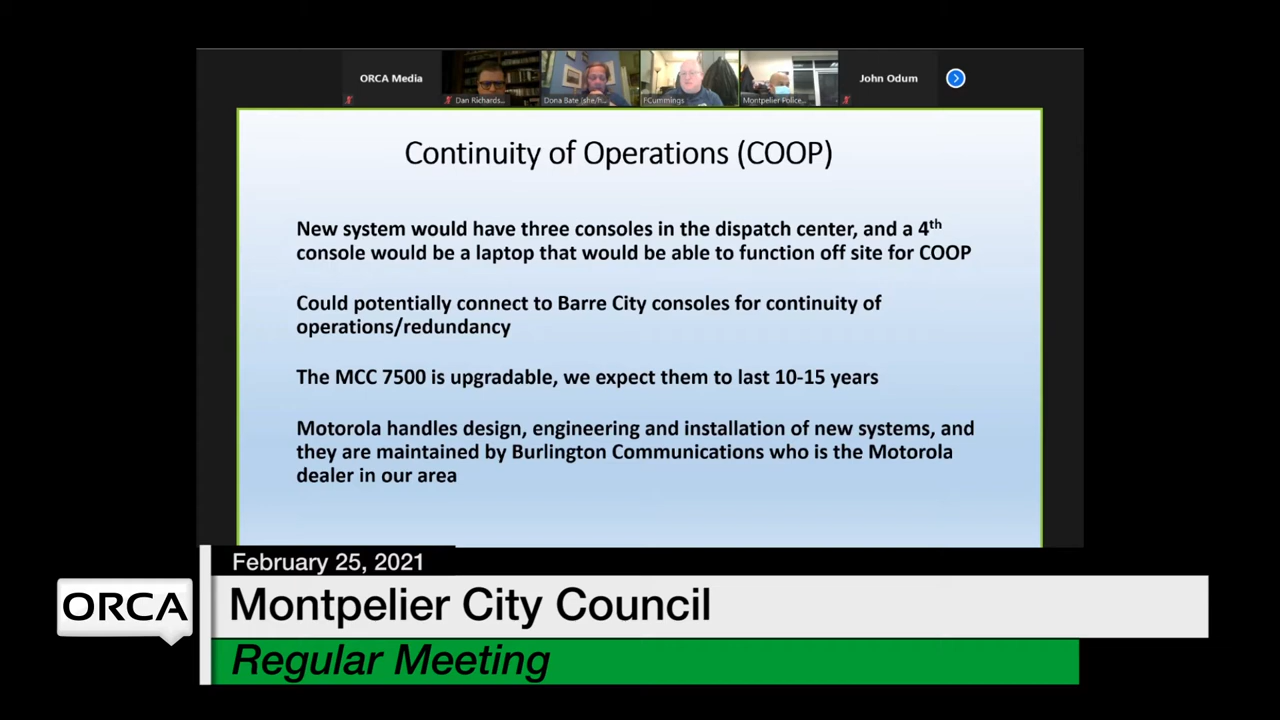 ORCA Media
Dan Richards...
Dona Bate (she/h...
FCummings
Montpelier Police...
John Odum
Continuity of Operations (COOP)
New system would have three consoles in the dispatch center, and a 4th
console would be a laptop that would be able to function off site for COOP
Could potentially connect to Barre City consoles for continuity of
operations/redundancy
The MCC 7500 is upgradable, we expect them to last 10-15 years
Motorola handles design, engineering and installation of new systems, and
they are maintained by Burlington Communications who is the Motorola
dealer in our area
February 25, 2021
ORCA
Montpelier City Council
Regular Meeting